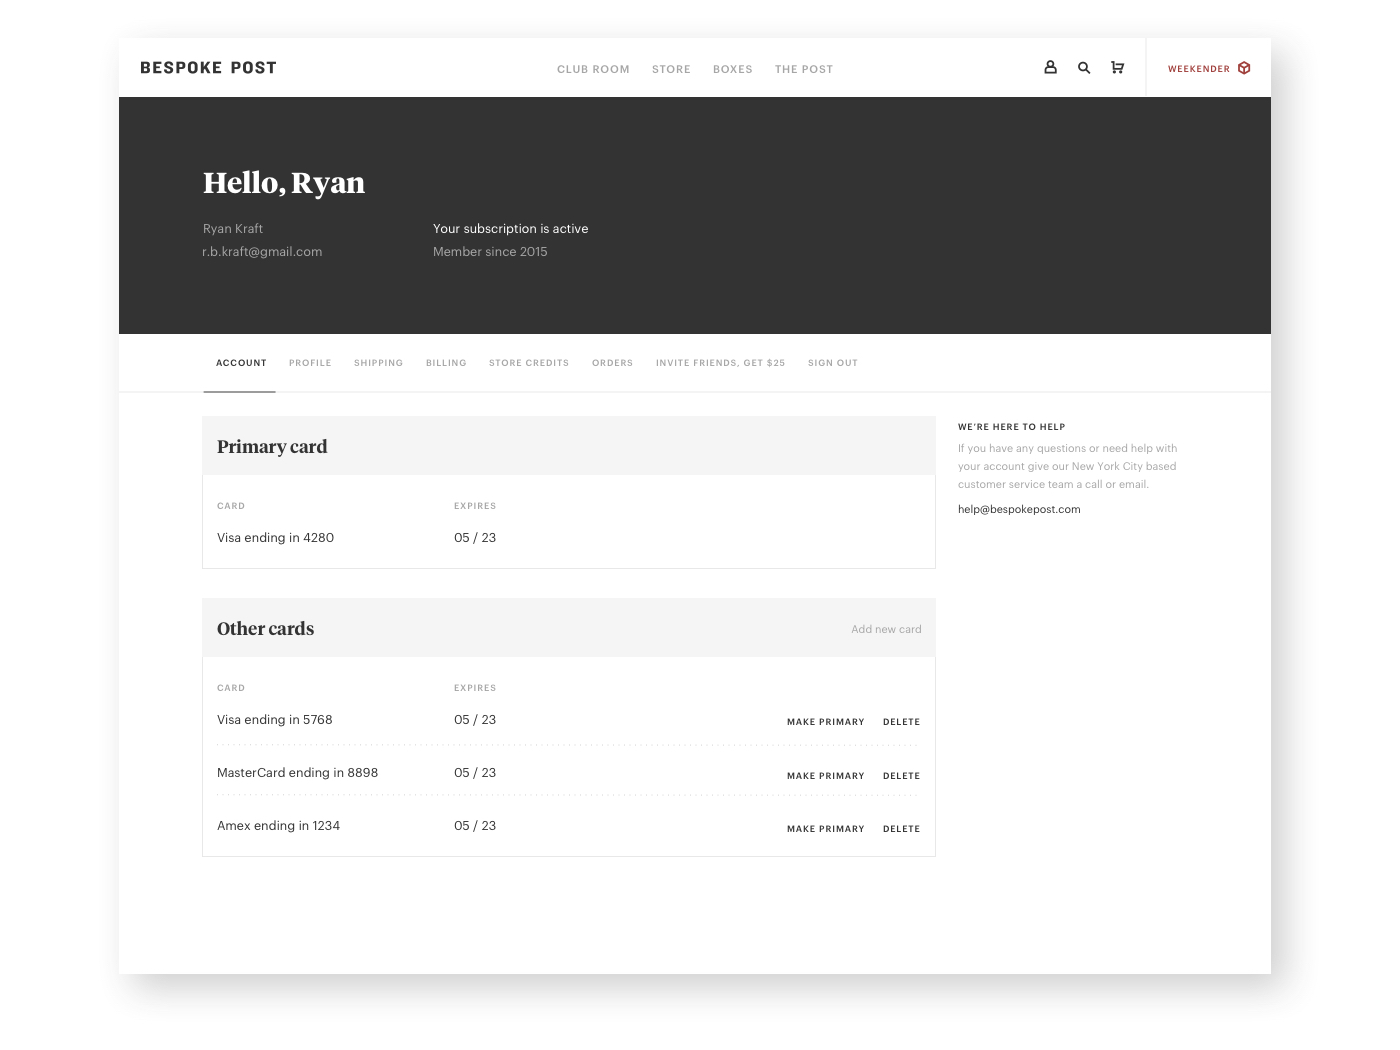 BESPOKE POST
CLUB ROOM STORE BOXES THE POST
WEEKENDER
Hello, Ryan
Ryan Kraft Your subscription is active
r.b.kraft@gmail.com Member since 2015
ACCOUNT PROFILE SHIPPING BILLING STORE CREDITS ORDERS INVITE FRIENDS, GET $25 SIGN OUT
Primary card
CARD EXPIRES
Visa ending in 4280 05 / 23
Other cards Add new card
CARD EXPIRES
Visa ending in 5768 05 / 23 MAKE PRIMARY DELETE
MasterCard ending in 8898 05 / 23 MAKE PRIMARY DELETE
Amex ending in 1234 05 / 23 MAKE PRIMARY DELETE
WE'RE HERE TO HELP
If you have any questions or need help with
your account give our New York City based
customer service team a call or email.
help@bespokepost.com